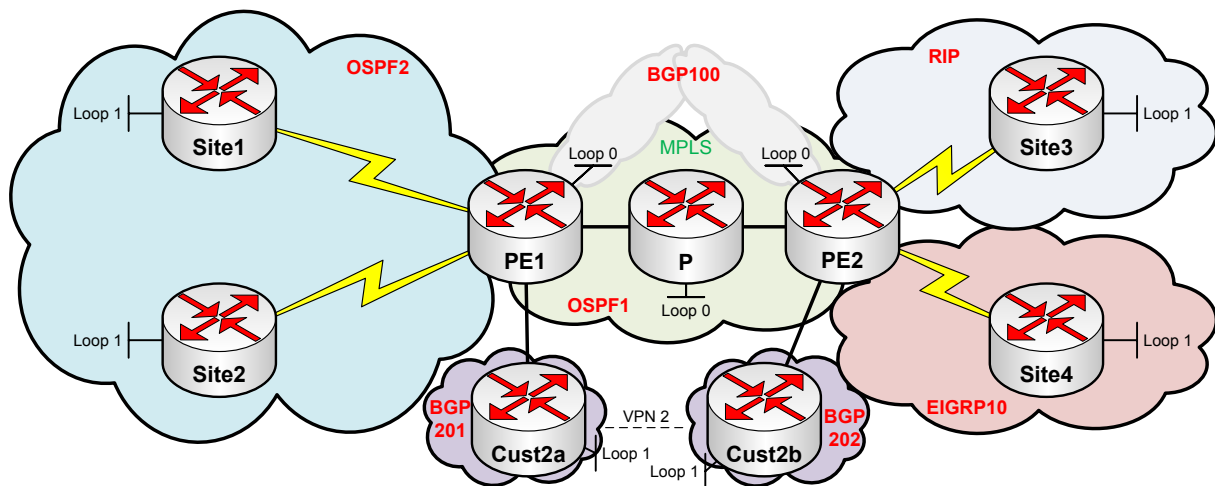 OSPF2
BGP100
RIP
Loop 1
Site1
Loop 0
MPLS
Loop 0
Site3
Loop 1
PE1
P
PE2
OSPF1
Loop 0
Loop 1
Site2
Site4
Loop 1
EIGRP10
BGP
201
Cust2a
Loop 1
VPN 2
Cust2b
Loop 1
BGP
202